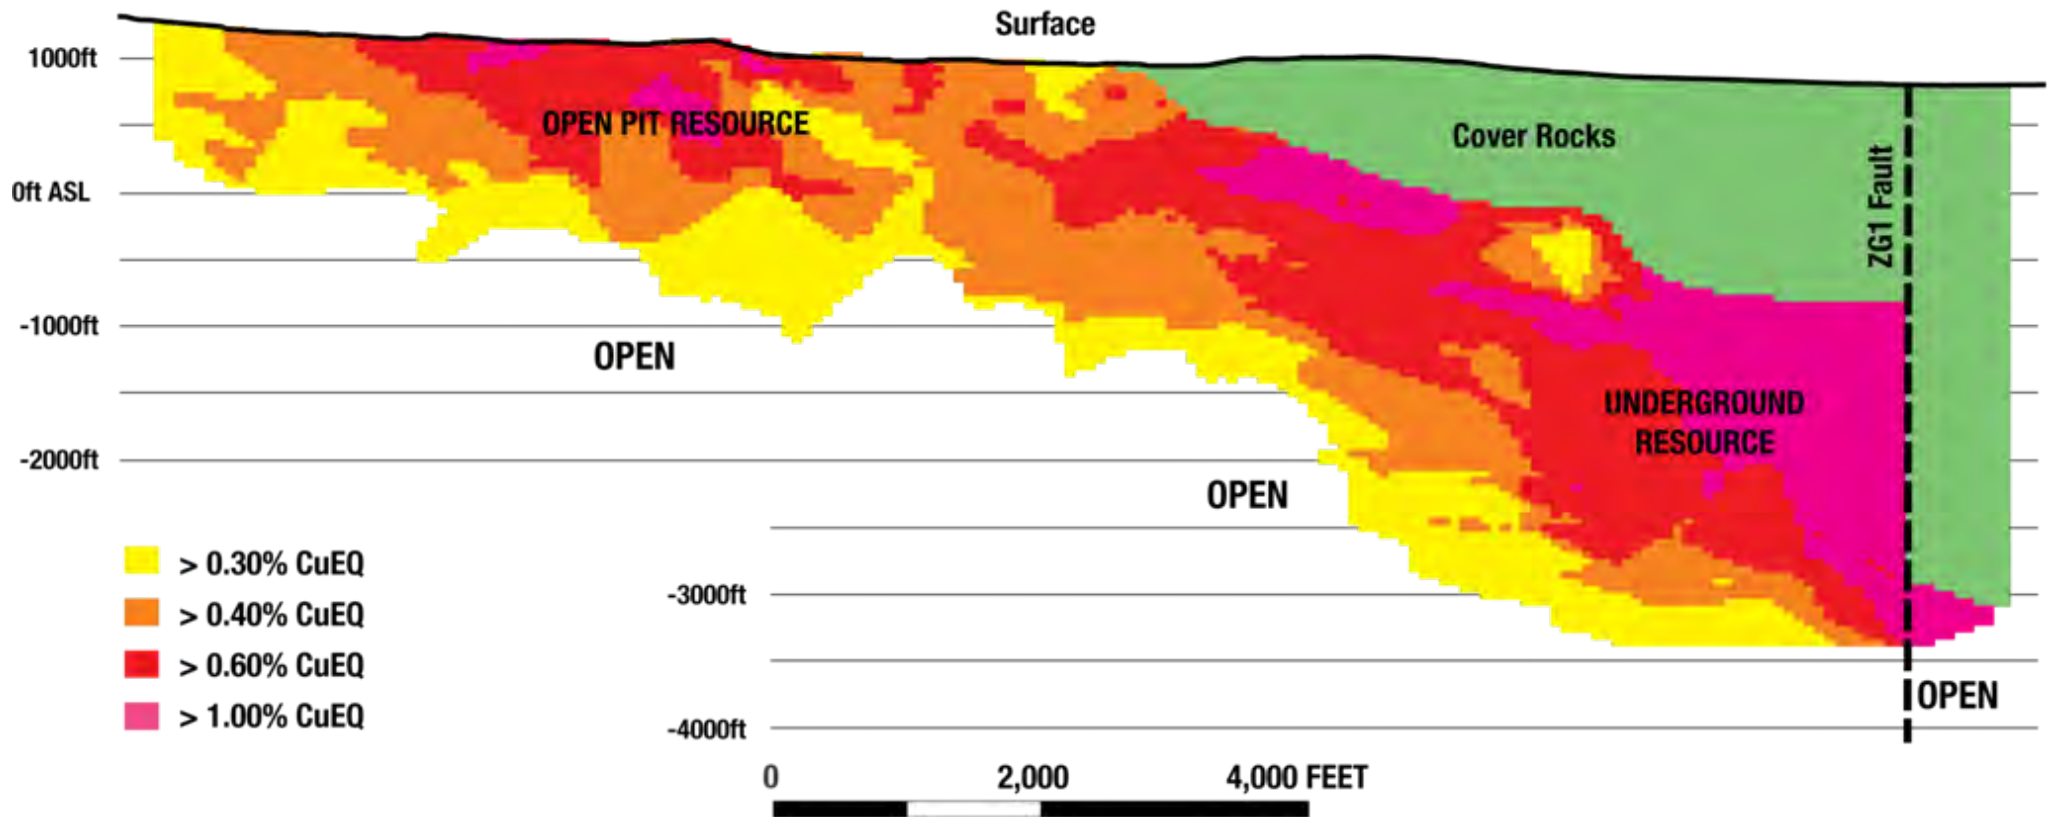 Surface
1000ft
OPEN PIT RESOURCE
Cover Rocks
ZG1 Fault
0ft ASL
-1000ft
OPEN
UNDERGROUND
RESOURCE
-2000ft
OPEN
> 0.30% CuEQ
-3000ft
> 0.40% CuEQ
> 0.60% CuEQ
OPEN
> 1.00% CuEQ
-4000ft
0 2,000 4,000 FEET